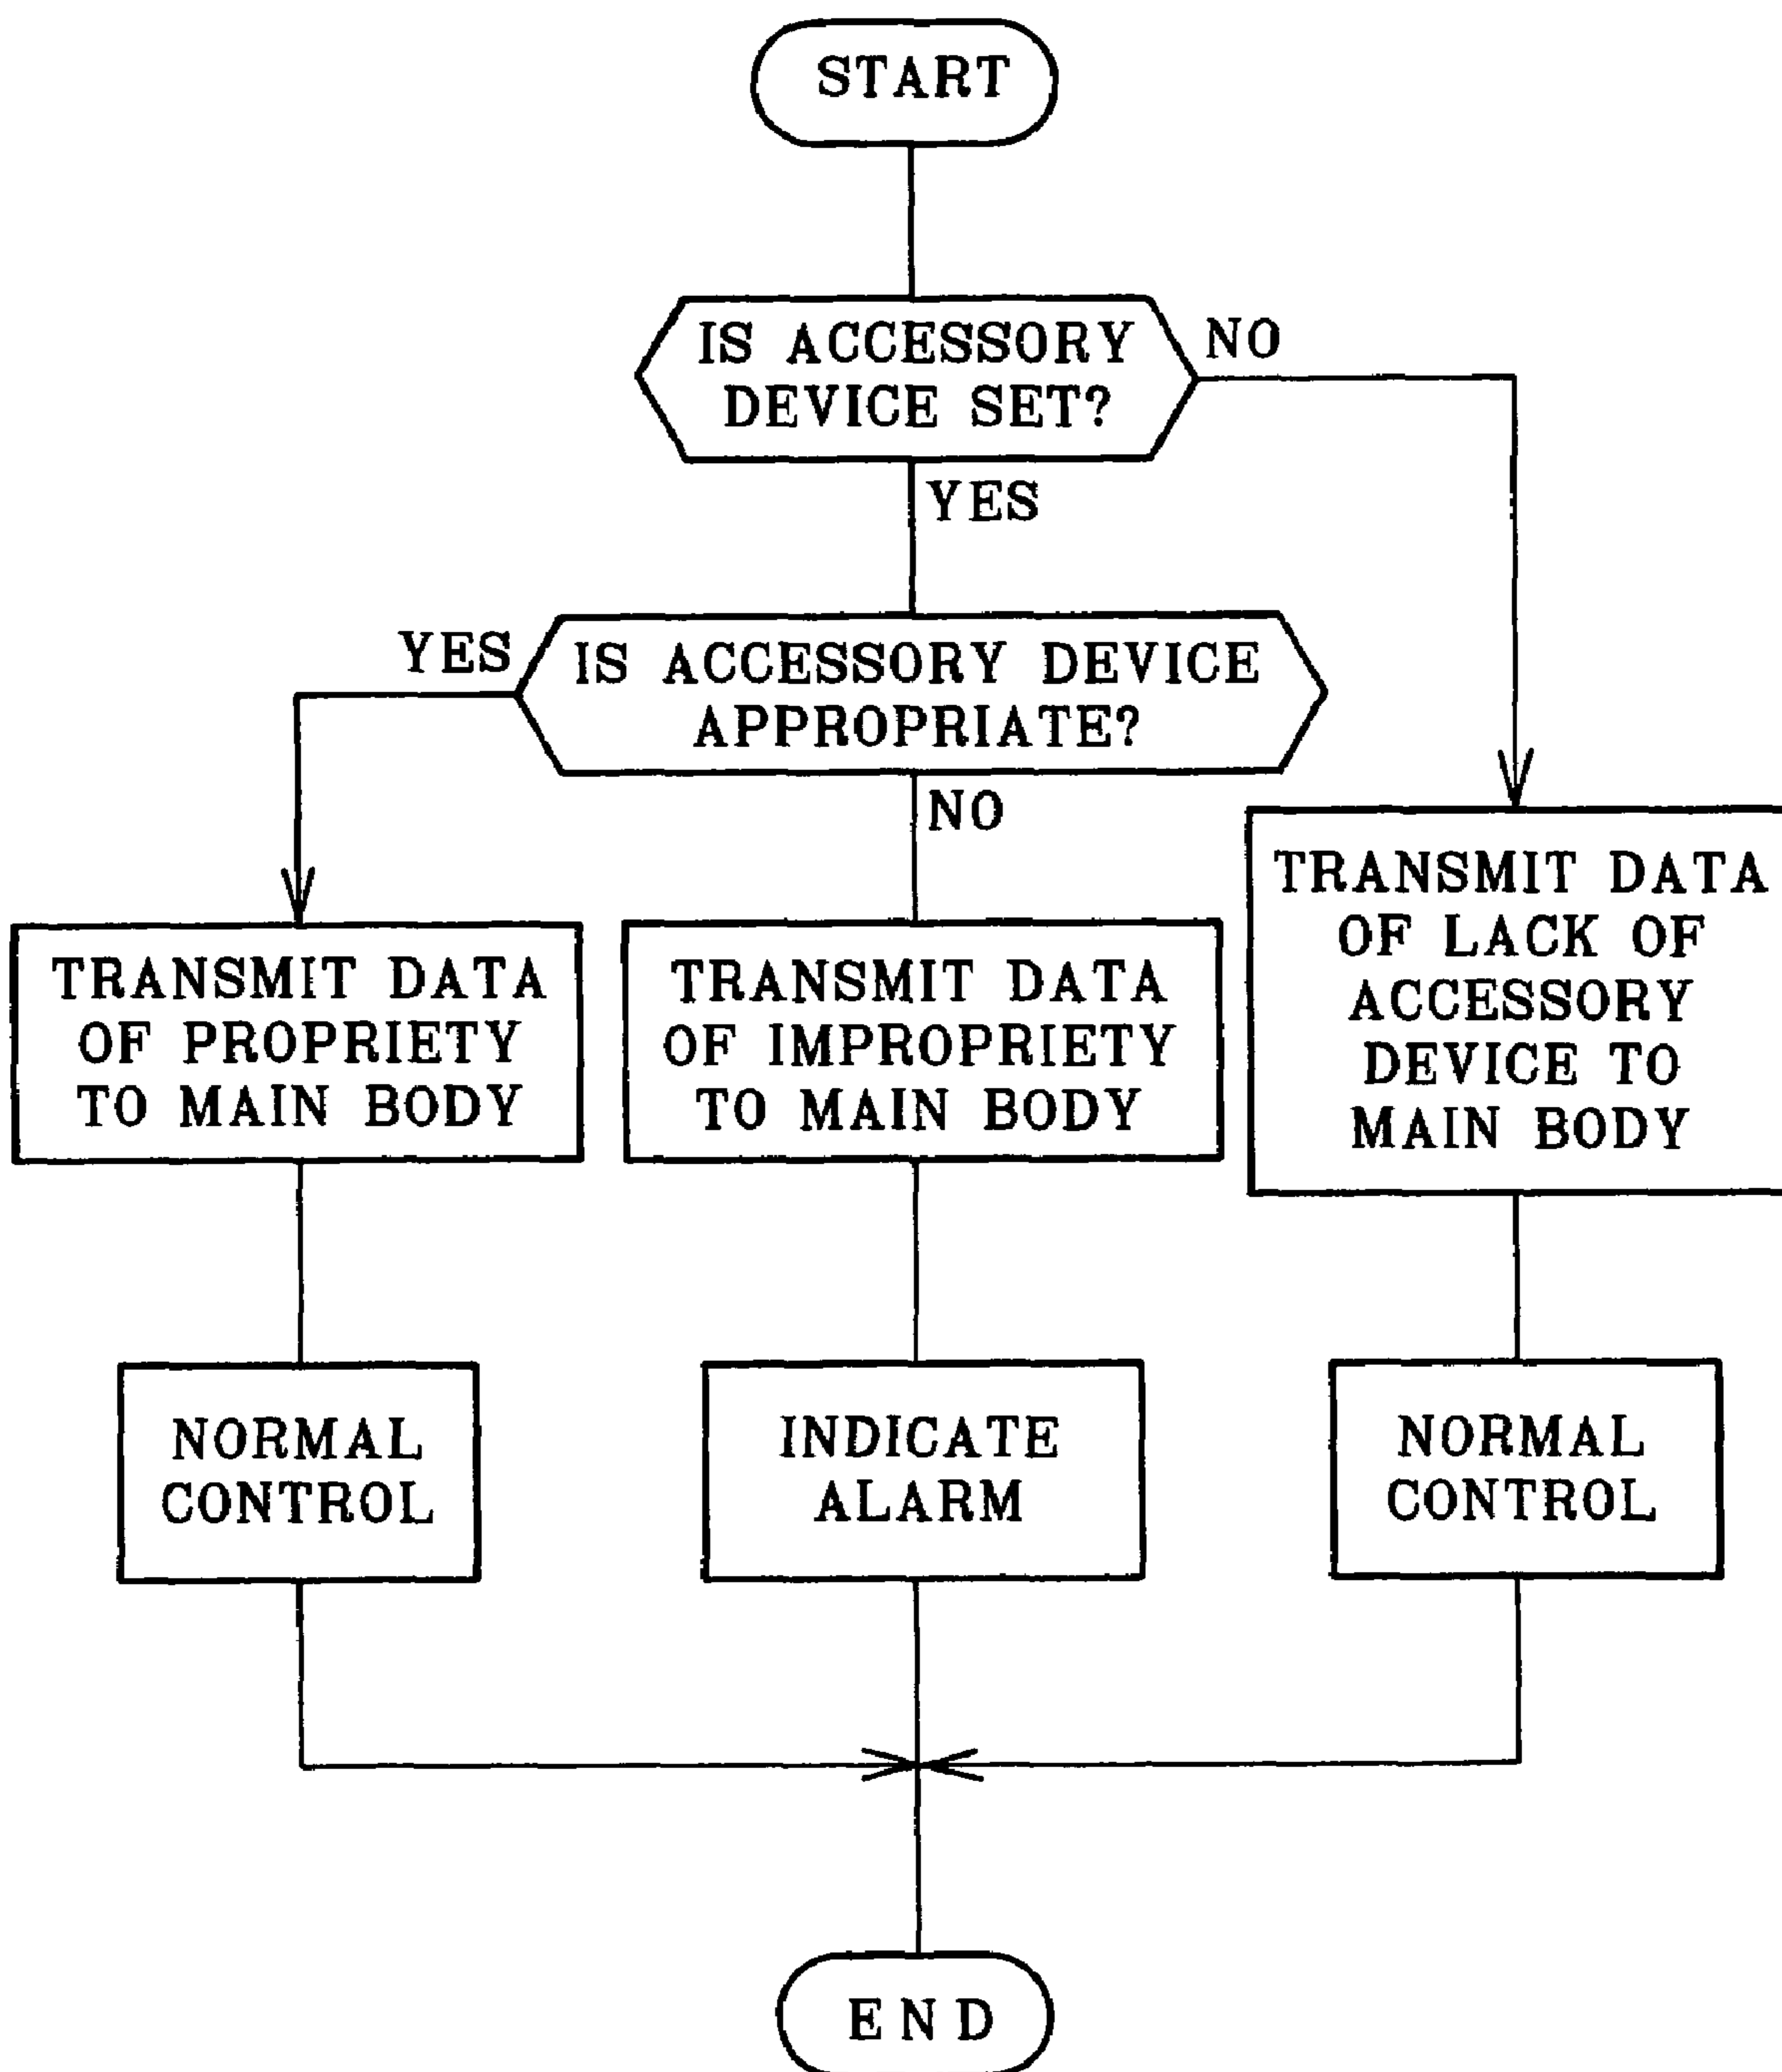 START
IS ACCESSORY
DEVICE SET?
NO
YES
YES
IS ACCESSORY DEVICE
APPROPRIATE?
NO
TRANSMIT DATA
OF PROPRIETY
TO MAIN BODY
TRANSMIT DATA
OF IMPROPRIETY
TO MAIN BODY
TRANSMIT DATA
OF LACK OF
ACCESSORY
DEVICE TO
MAIN BODY
NORMAL
CONTROL
INDICATE
ALARM
NORMAL
CONTROL
END